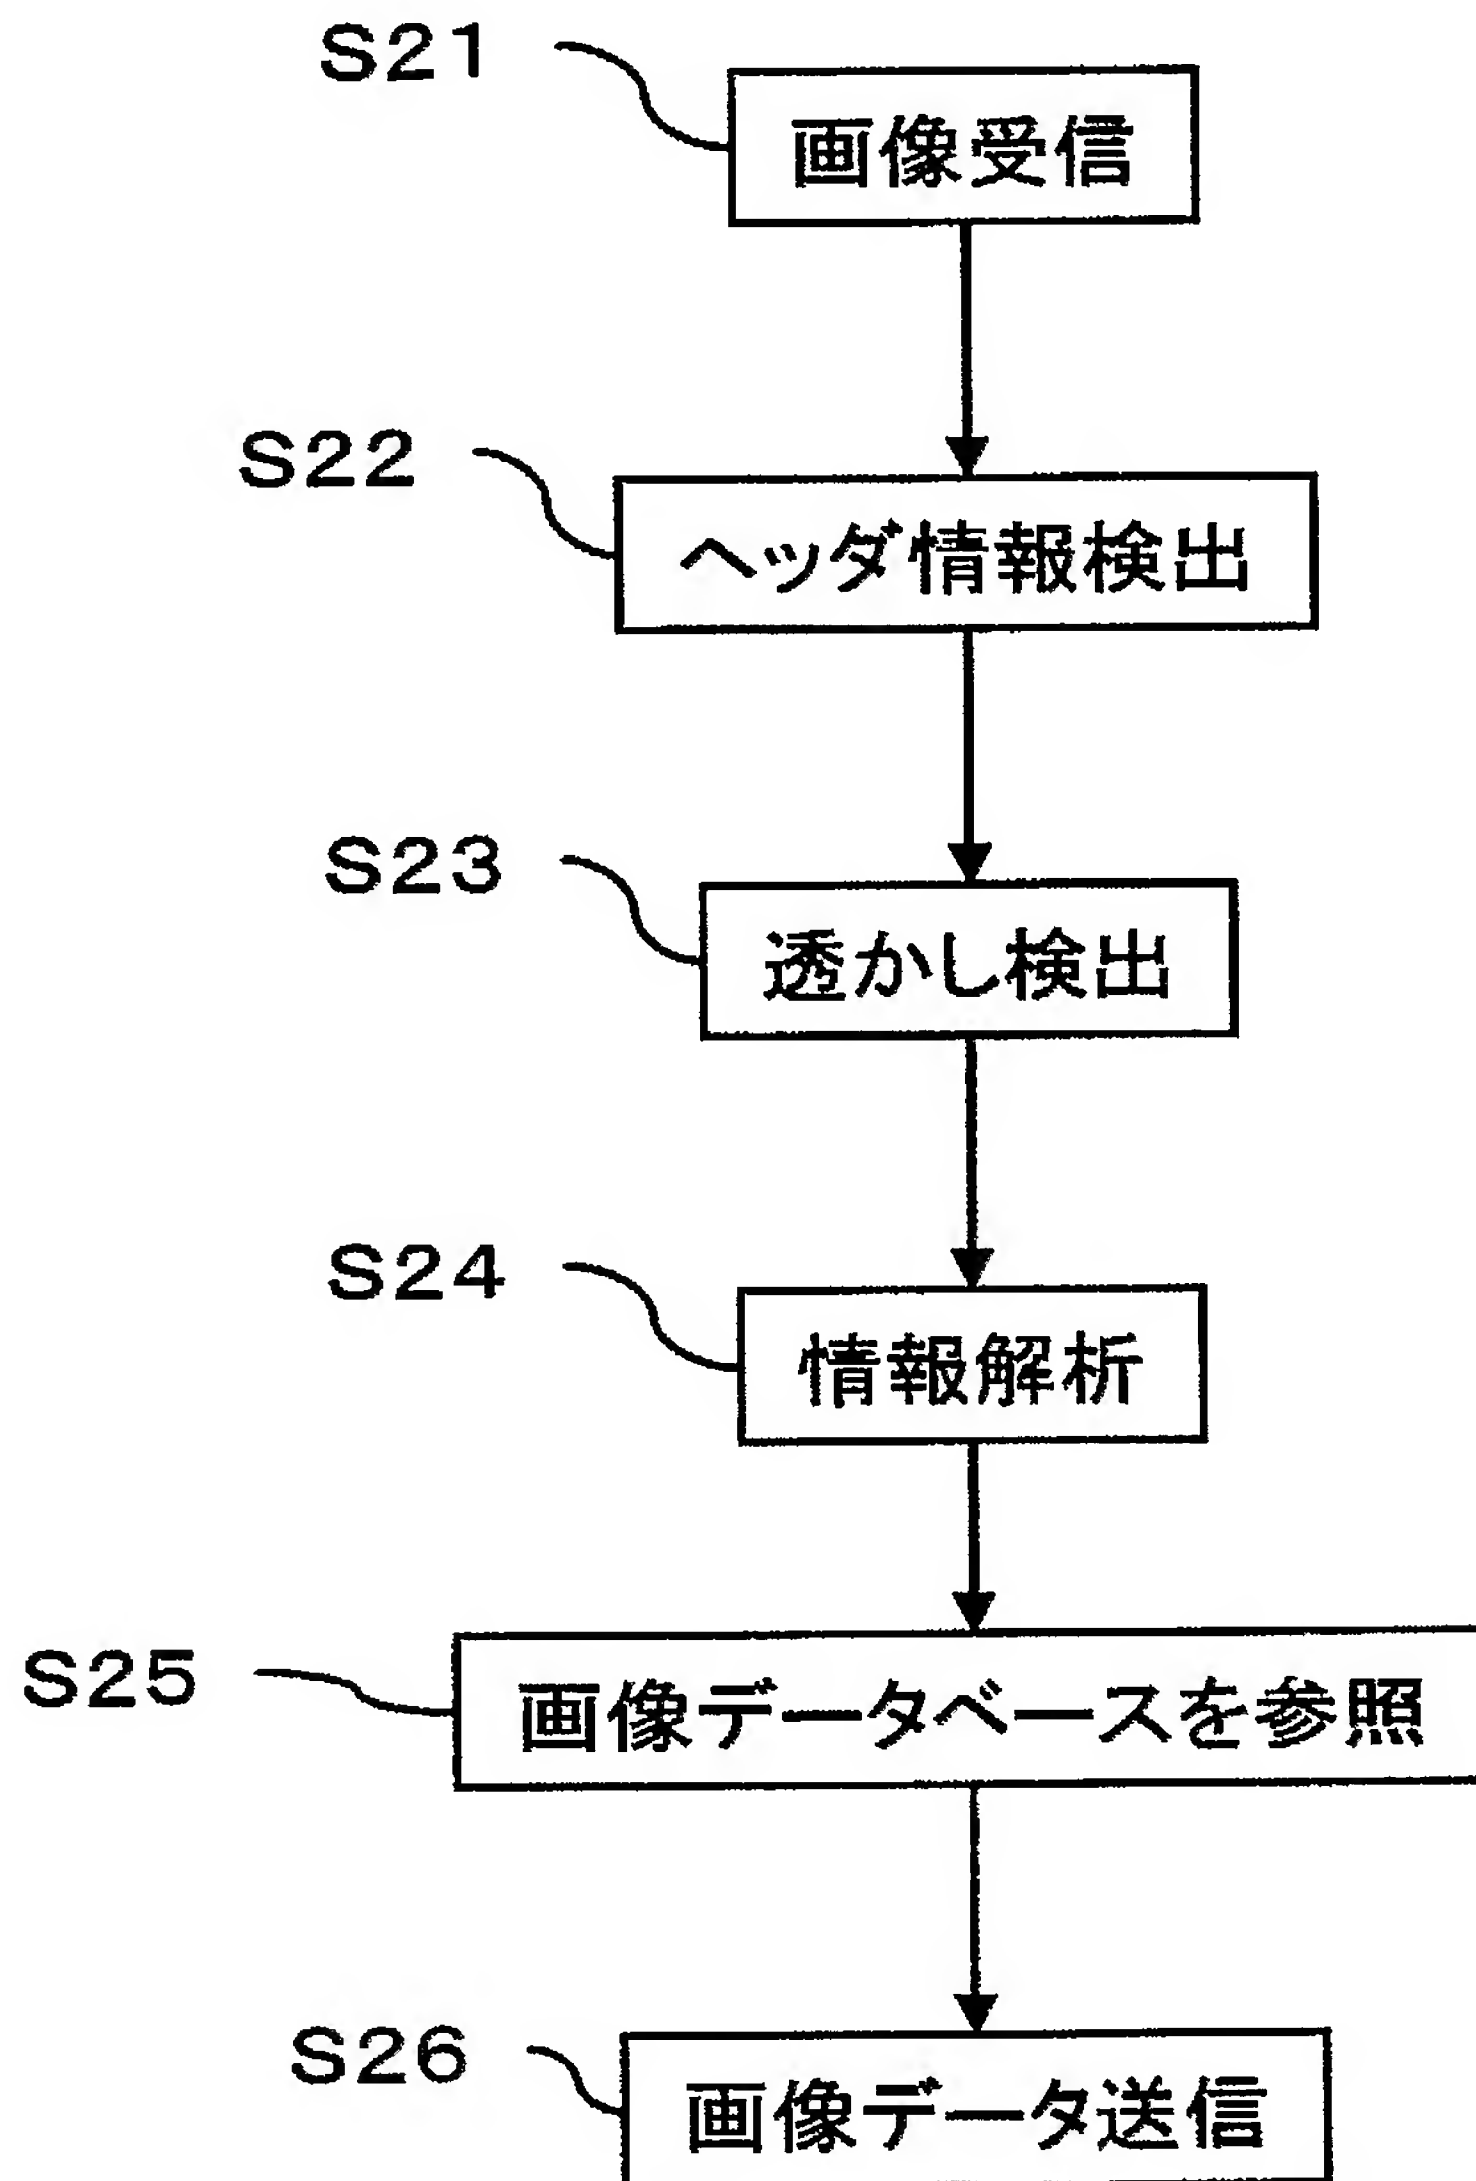 S21
画像受信
S22
ヘッダ情報検出
S23
透かし検出
S24
情報解析
S25
画像データベースを参照
S26
画像データ送信